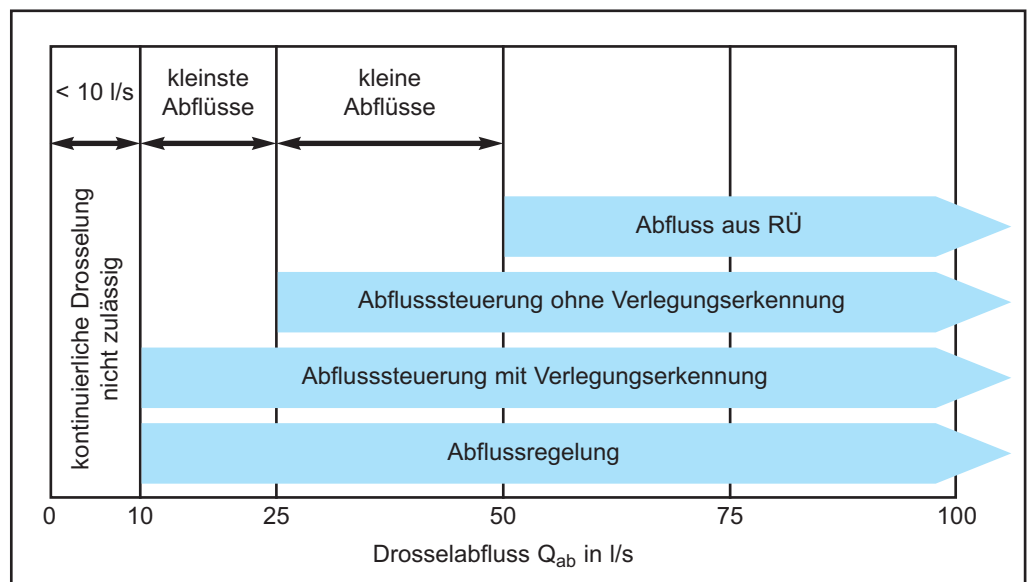 < 10 l/s
kleinste
Abflüsse
kleine
Abflüsse
kontinuierliche Drosselung
nicht zulässig
Abfluss aus RÜ
Abflusssteuerung ohne Verlegungserkennung
Abflusssteuerung mit Verlegungserkennung
Abflussregelung
0 10 25 50 75 100
Drosselabfluss Qab in l/s